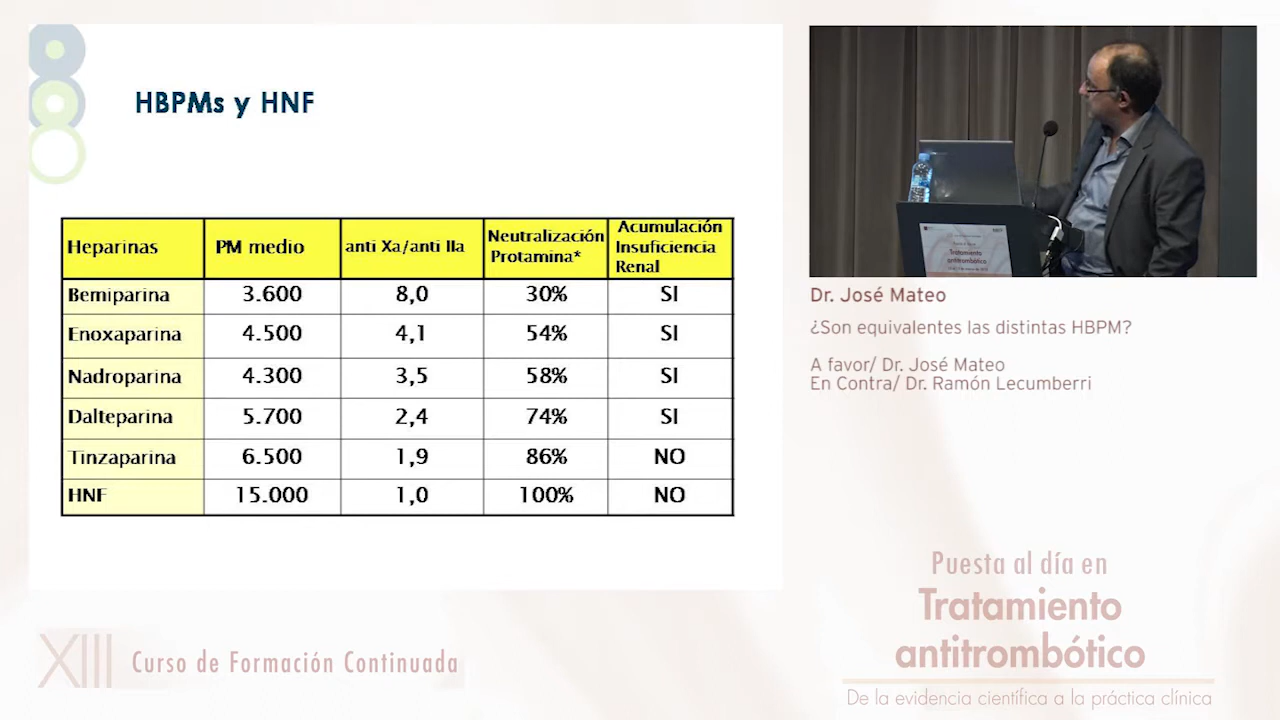 HBPMs y HNF
Heparinas PM medio anti Xa/anti IIa Neutralización Protamina* Acumulación Insuficiencia Renal
Bemiparina 3.600 8,0 30% SI
Enoxaparina 4.500 4,1 54% SI
Nadroparina 4.300 3,5 58% SI
Dalteparina 5.700 2,4 74% SI
Tinzaparina 6.500 1,9 86% NO
HNF 15.000 1,0 100% NO
Tratamiento
antitrombótico
Dr. José Mateo
¿Son equivalentes las distintas HBPM?
A favor/ Dr. José Mateo
En Contra/ Dr. Ramón Lecumberri
XIII Curso de Formación Continuada
Puesta al día en
Tratamiento
antitrombótico
De la evidencia científica a la práctica clínica